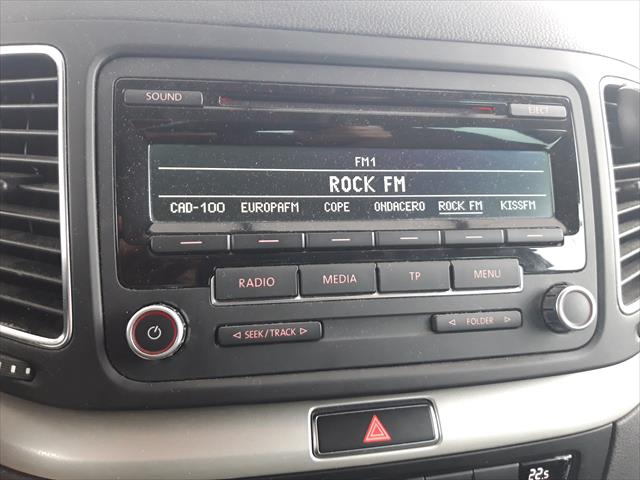 SOUND
EJECT
FM1
ROCK FM
CAD-100 EUROPAFM COPE ONDACERO ROCK FM KISSFM
RADIO MEDIA TP MENU
◁ SEEK/TRACK ▷
◁ FOLDER ▷
22.5